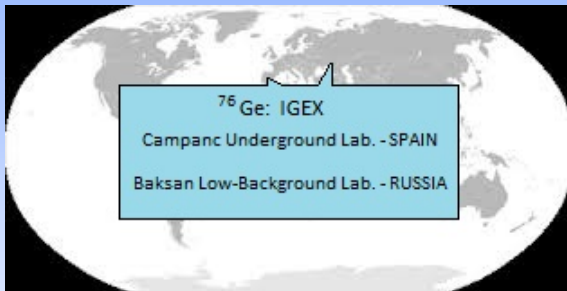 ⁷⁶Ge: IGEX
Campanc Underground Lab. - SPAIN
Baksan Low-Background Lab. - RUSSIA